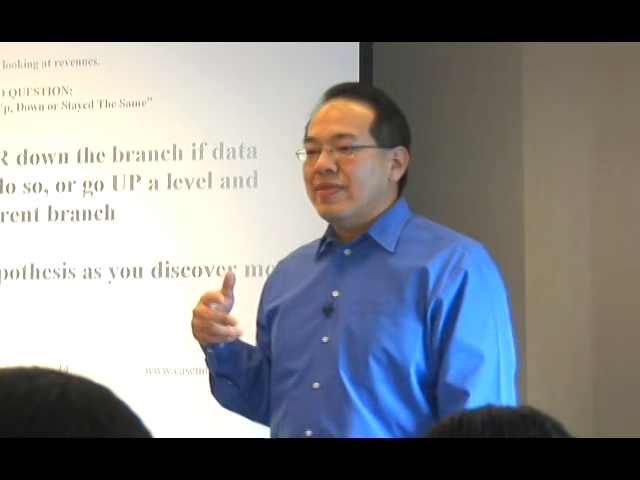 looking at revenues.
QUESTION:
Up, Down or Stayed The Same"
R down the branch if data
do so, or go UP a level and
rent branch
pothesis as you discover